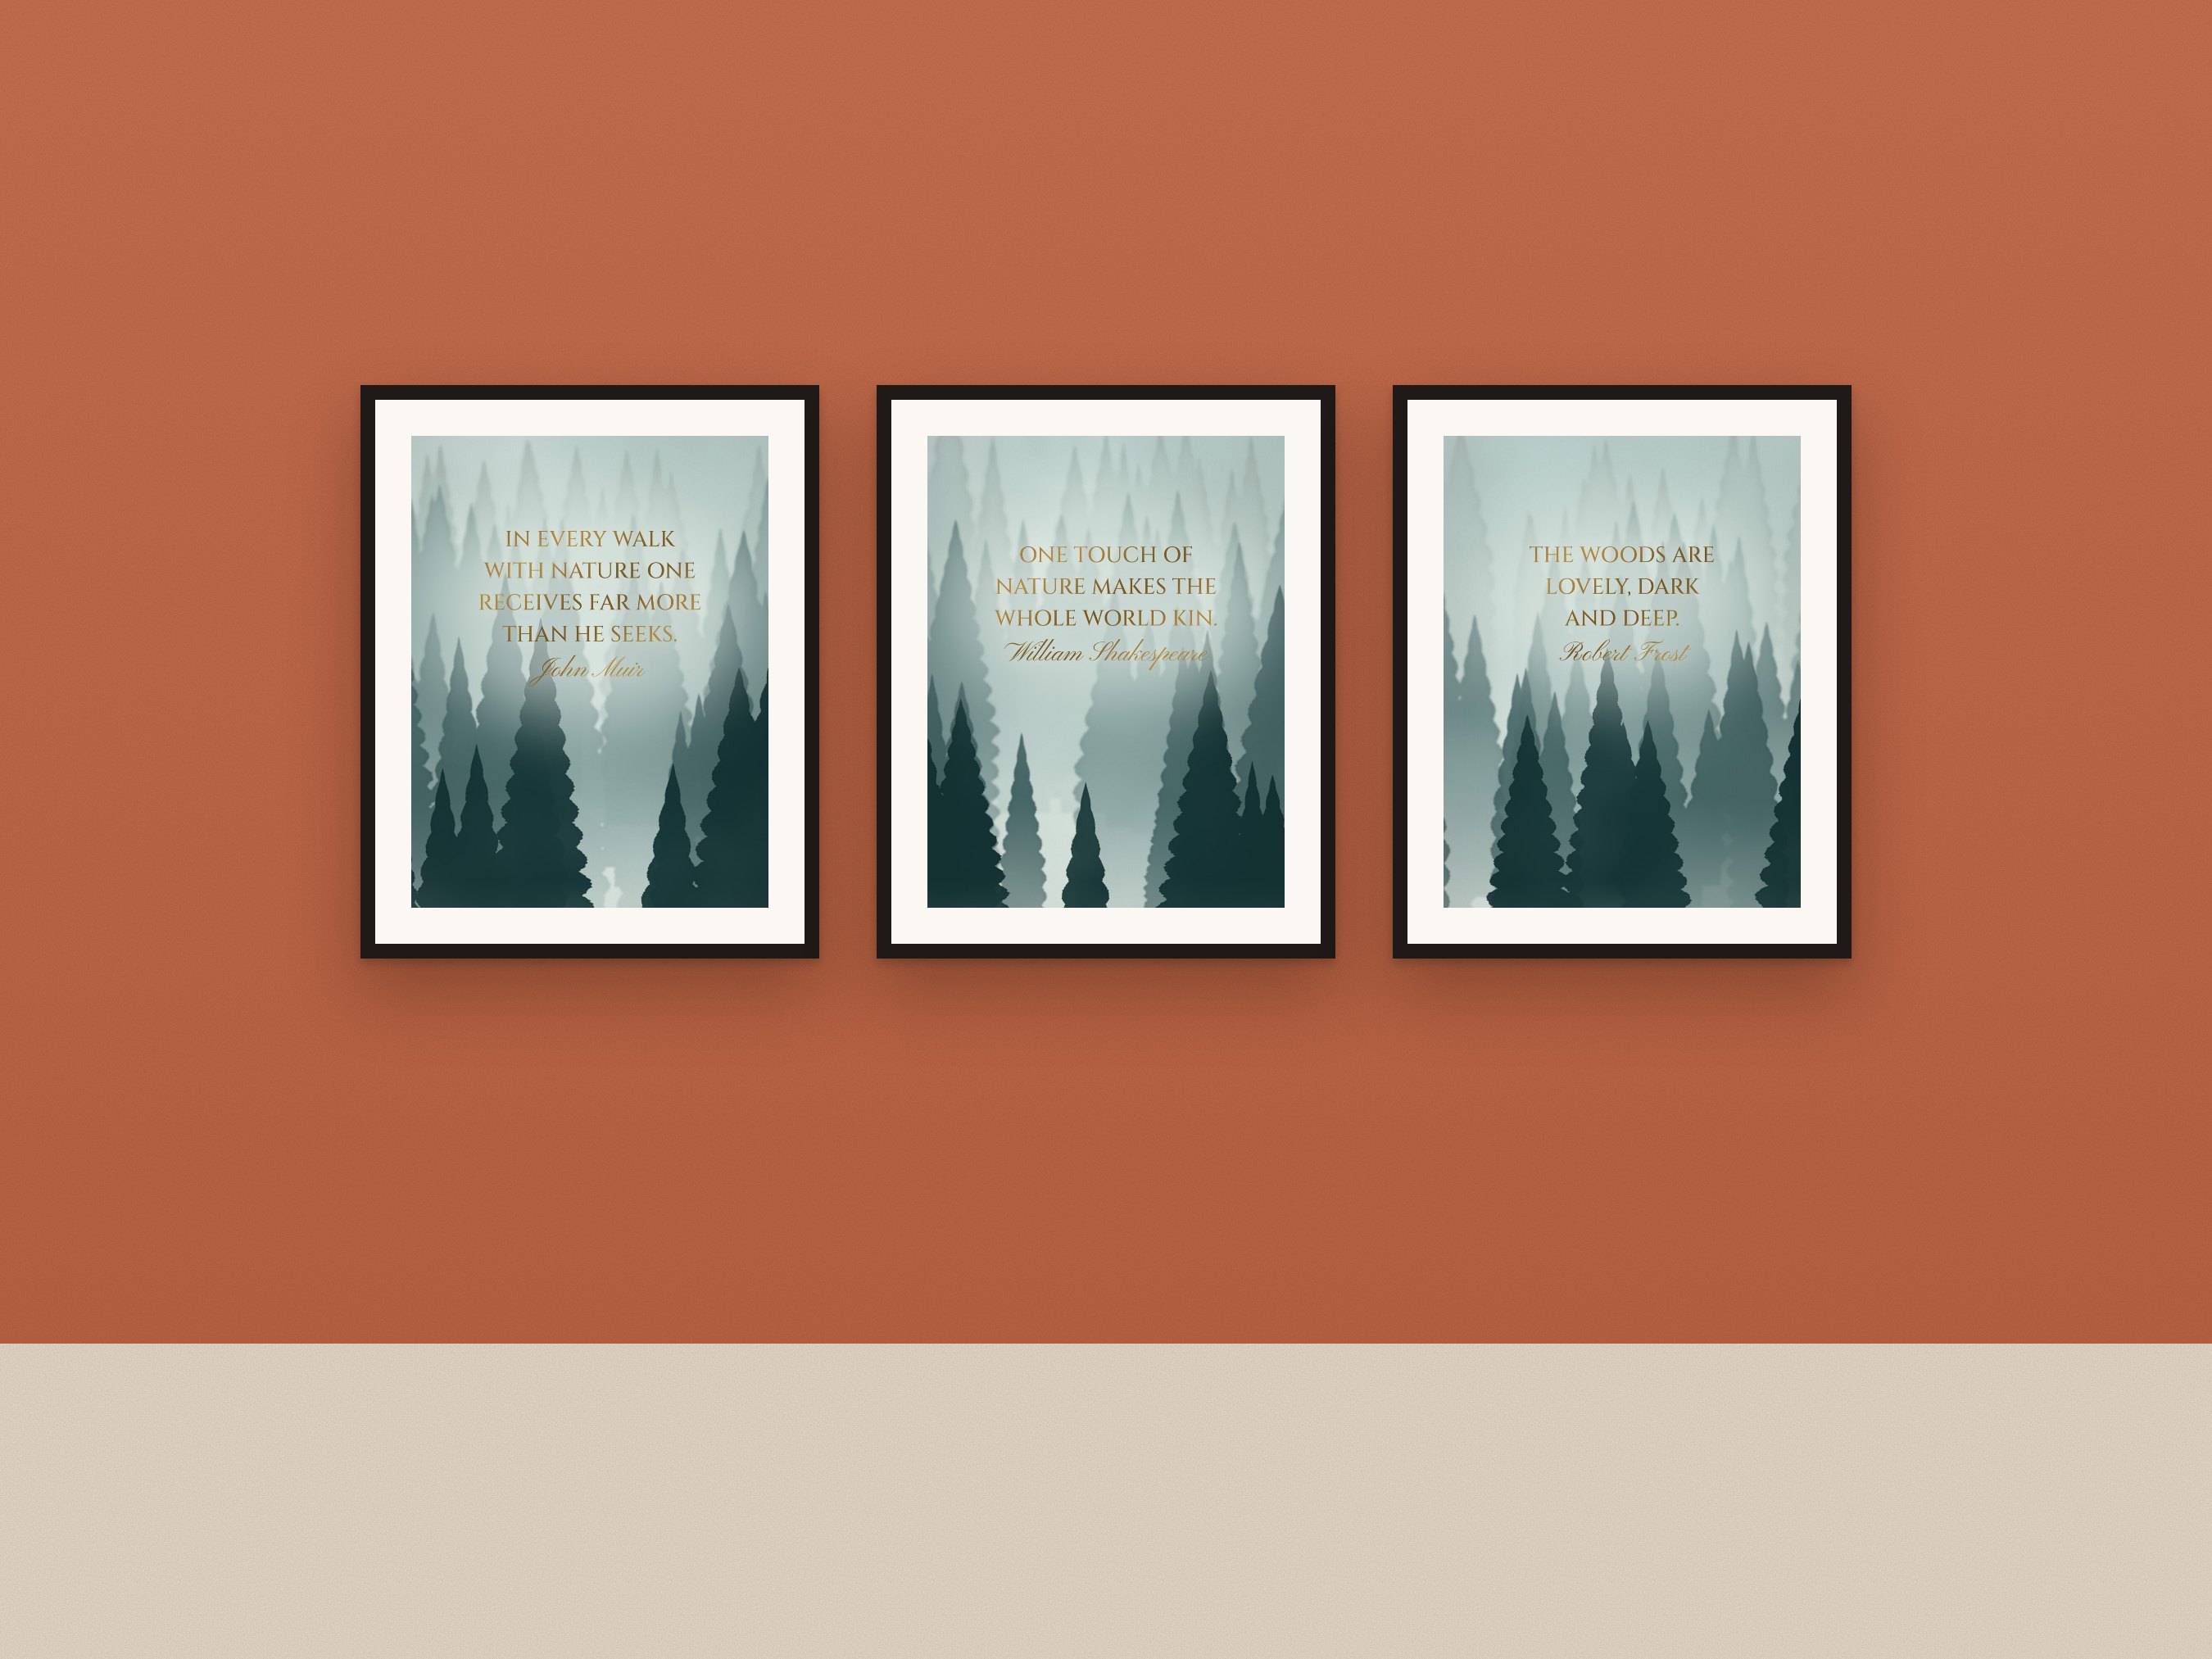 IN EVERY WALK
WITH NATURE ONE
RECEIVES FAR MORE
THAN HE SEEKS.
John Muir
ONE TOUCH OF
NATURE MAKES THE
WHOLE WORLD KIN.
William Shakespeare
THE WOODS ARE
LOVELY, DARK
AND DEEP.
Robert Frost